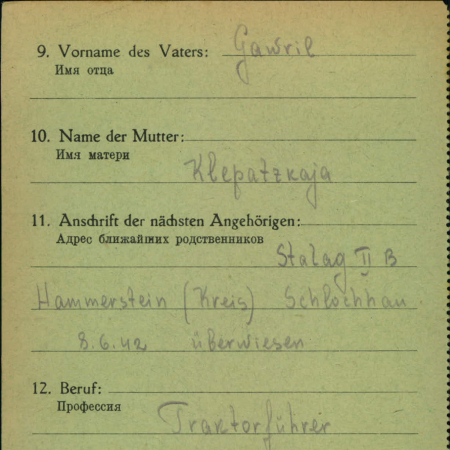 9. Vorname des Vaters: Gawril
Имя отца
10. Name der Mutter:
Имя матери
Klepatzkaja
11. Anschrift der nächsten Angehörigen:
Адрес ближайших родственников
Stalag II B
Hammerstein (Kreis) Schlochhau
8.6.42 überwiesen
12. Beruf:
Профессия
Traktorführer